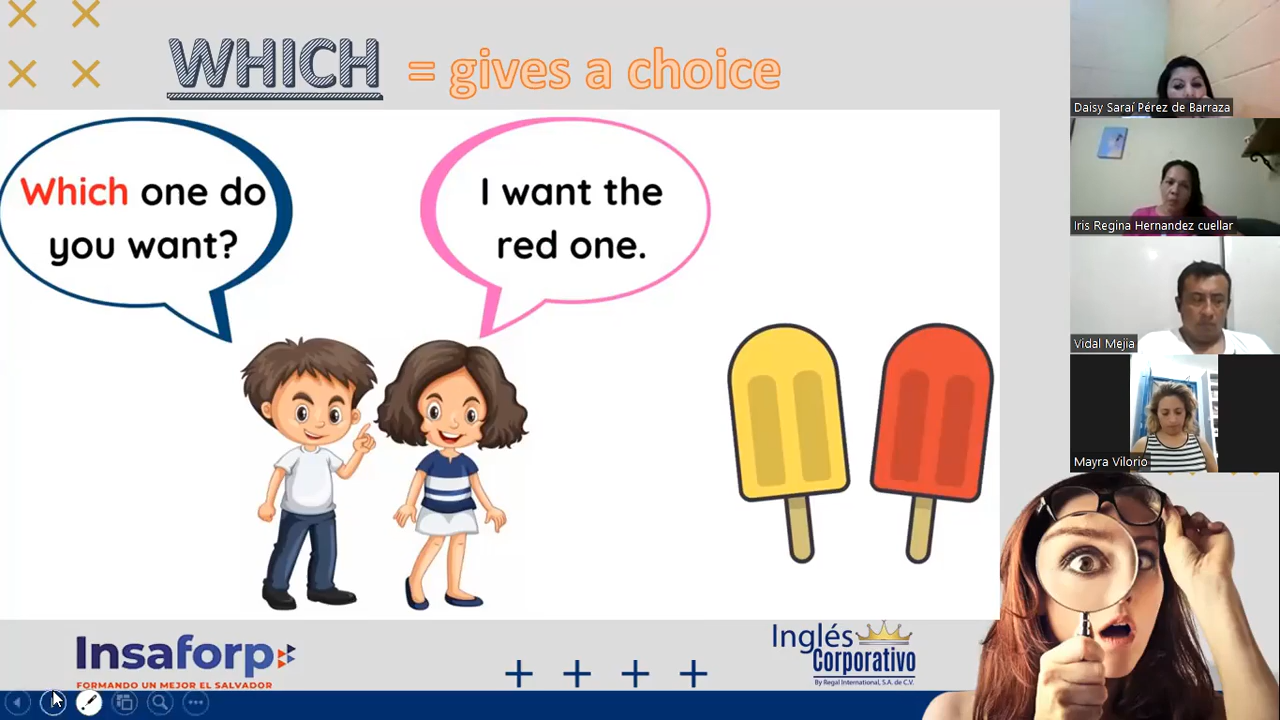 WHICH = gives a choice
Which one do
you want?
I want the
red one.
Insaforp
FORMANDO UN MEJOR EL SALVADOR
Inglés
Corporativo
By Regal International, S.A. de C.V.
Daisy Saraí Pérez de Barraza
Iris Regina Hernandez cuellar
Vidal Mejía
Mayra Vilorio